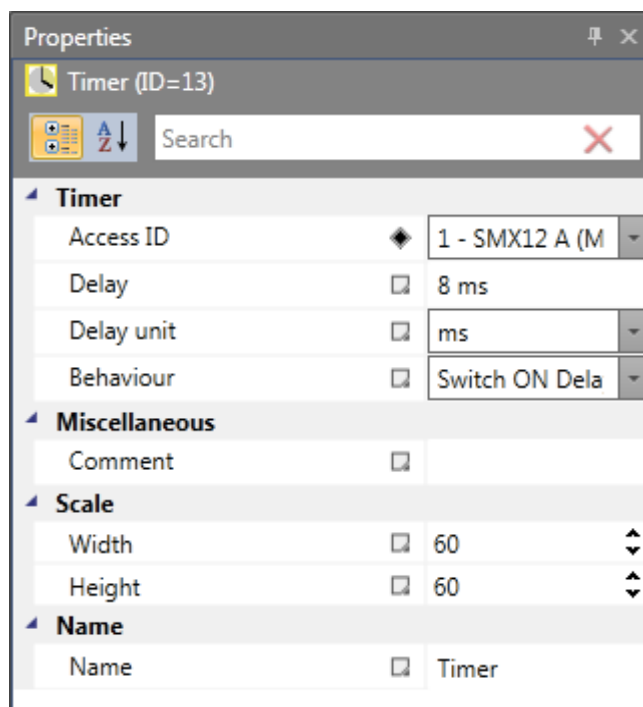 Properties
Timer (ID=13)
A
Z
Search
Timer
Access ID 1 - SMX12 A (M
Delay 8 ms
Delay unit ms
Behaviour Switch ON Dela
Miscellaneous
Comment
Scale
Width 60
Height 60
Name
Name Timer